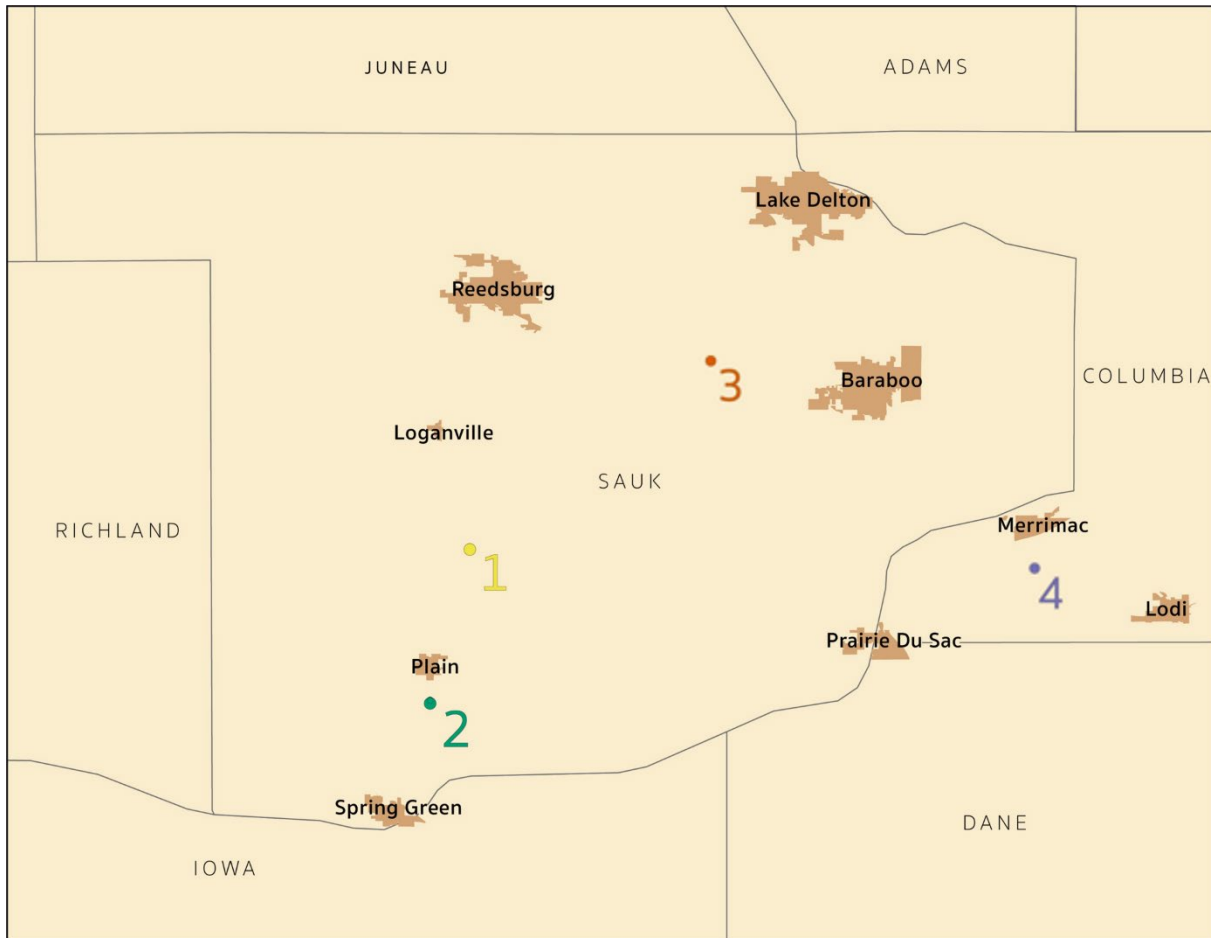 JUNEAU
ADAMS
Lake Delton
Reedsburg
3
Baraboo
COLUMBIA
Loganville
SAUK
RICHLAND
Merrimac
1
4
Lodi
Prairie Du Sac
Plain
2
Spring Green
DANE
IOWA